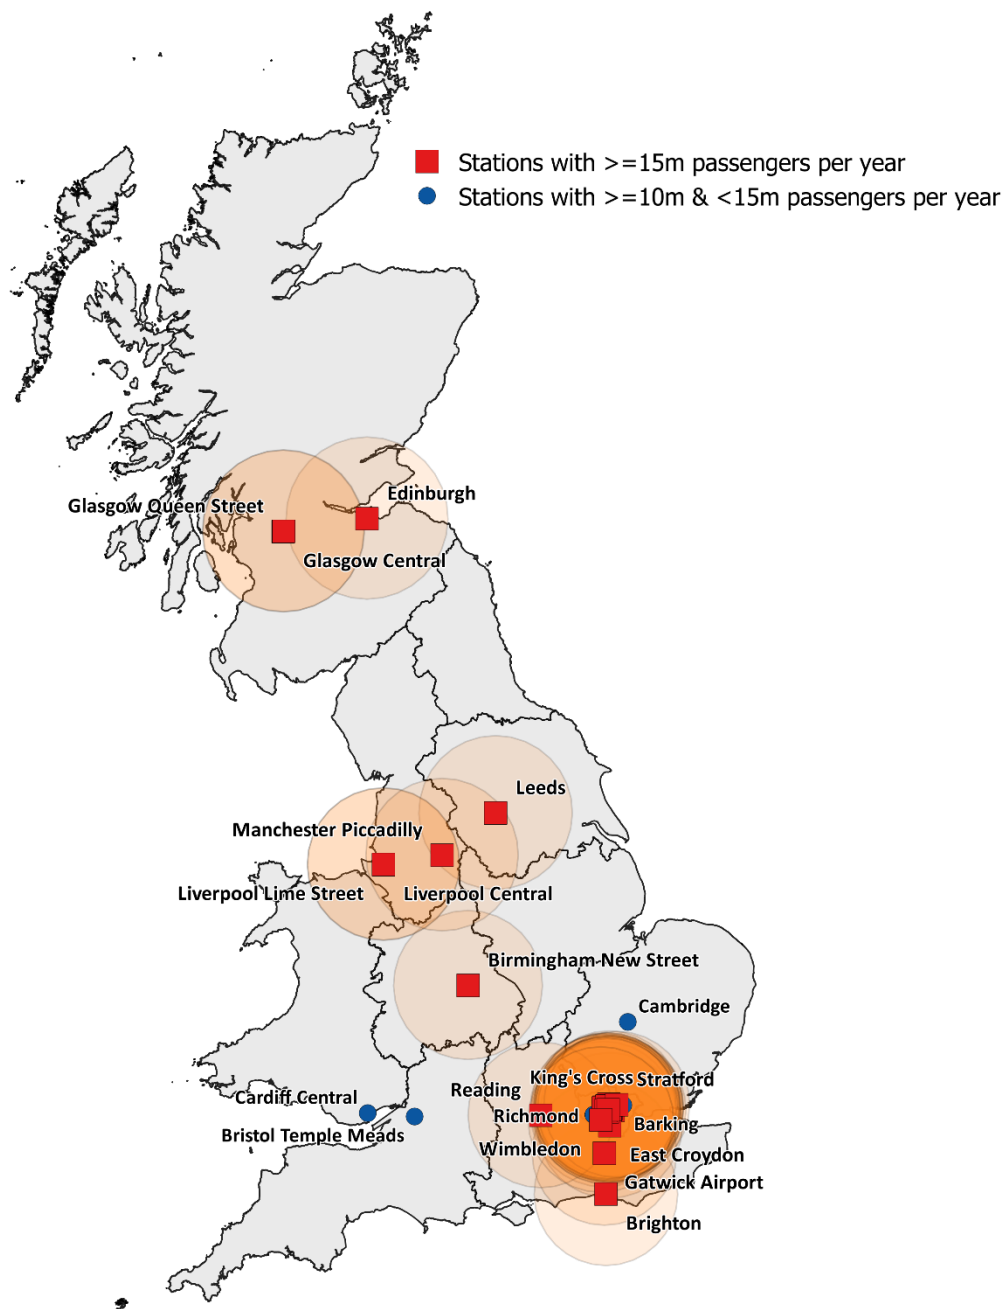 Stations with >=15m passengers per year
Stations with >=10m & <15m passengers per year
Edinburgh
Glasgow Queen Street
Glasgow Central
Leeds
Manchester Piccadilly
Liverpool Lime Street
Liverpool Central
Birmingham New Street
Cambridge
King's Cross
Stratford
Reading
Cardiff Central
Richmond
Barking
Bristol Temple Meads
Wimbledon
East Croydon
Gatwick Airport
Brighton